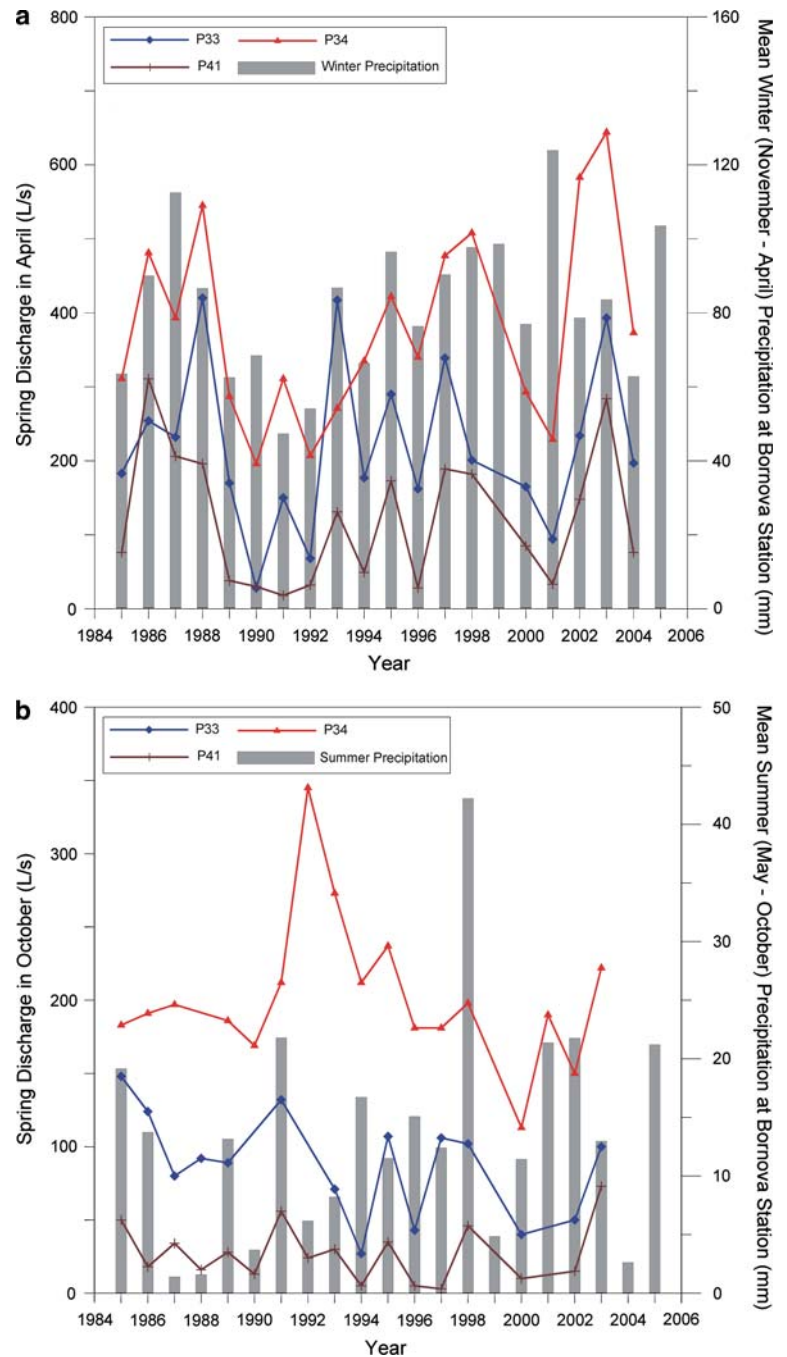 a
800
160
P33
P34
P41
Winter Precipitation
600
120
400
80
200
40
0
0
Spring Discharge in April (L/s)
Mean Winter (November - April) Precipitation at Bornova Station (mm)
1984 1986 1988 1990 1992 1994 1996 1998 2000 2002 2004 2006
Year
b
400
50
P33
P34
P41
Summer Precipitation
40
300
30
200
20
100
10
0
0
Spring Discharge in October (L/s)
Mean Summer (May - October) Precipitation at Bornova Station (mm)
1984 1986 1988 1990 1992 1994 1996 1998 2000 2002 2004 2006
Year